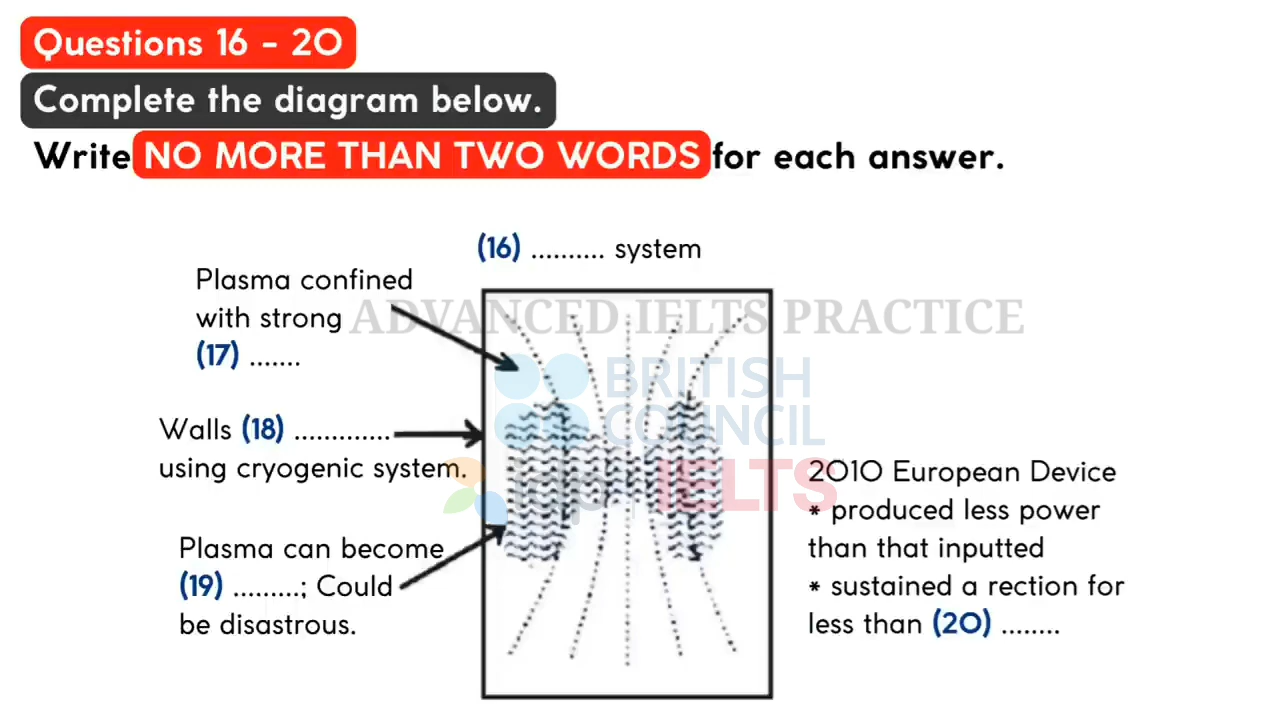 Questions 16 - 20
Complete the diagram below.
Write NO MORE THAN TWO WORDS for each answer.
(16) .......... system
Plasma confined
with strong
(17) .......
ADVANCED IELTS PRACTICE
BRITISH
COUNCIL
Walls (18) .............
using cryogenic system.
idp IELTS
Plasma can become
(19) .........; Could
be disastrous.
2010 European Device
* produced less power
than that inputted
* sustained a rection for
less than (20) ........